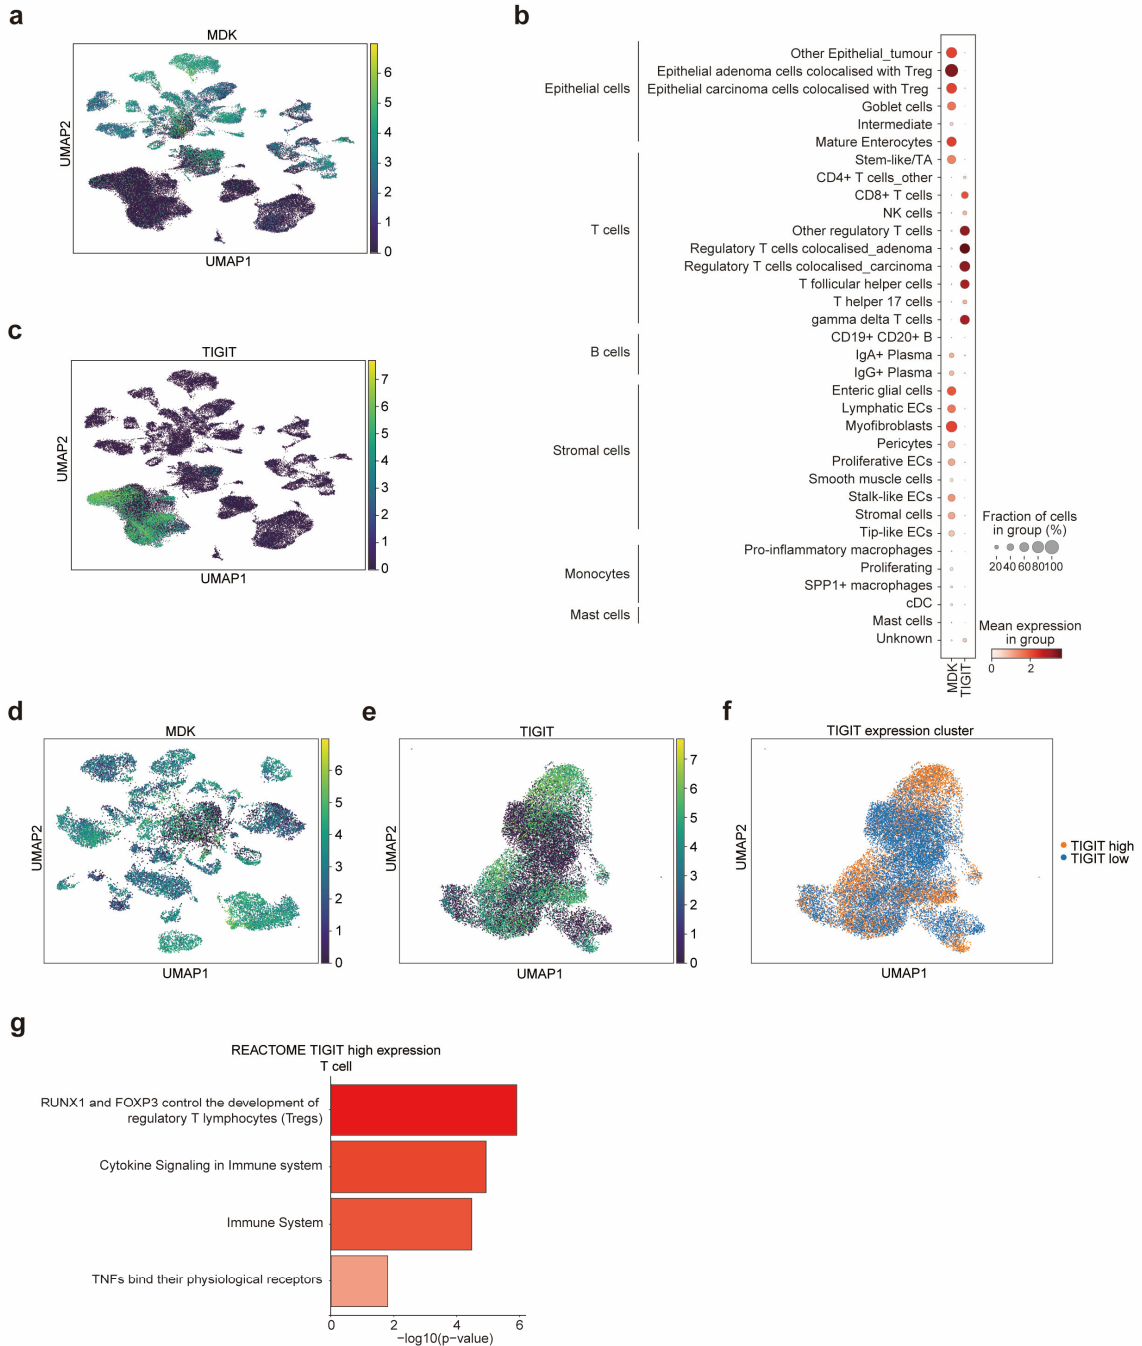 a
MDK
6
5
4
3
2
1
0
UMAP2
UMAP1
b
Epithelial cells
T cells
B cells
Stromal cells
Monocytes
Mast cells
Other Epithelial_tumour
Epithelial adenoma cells colocalised with Treg
Epithelial carcinoma cells colocalised with Treg
Goblet cells
Intermediate
Mature Enterocytes
Stem-like/TA
CD4+ T cells_other
CD8+ T cells
NK cells
Other regulatory T cells
Regulatory T cells colocalised_adenoma
Regulatory T cells colocalised_carcinoma
T follicular helper cells
T helper 17 cells
gamma delta T cells
CD19+ CD20+ B
IgA+ Plasma
IgG+ Plasma
Enteric glial cells
Lymphatic ECs
Myofibroblasts
Pericytes
Proliferative ECs
Smooth muscle cells
Stalk-like ECs
Stromal cells
Tip-like ECs
Pro-inflammatory macrophages
Proliferating
SPP1+ macrophages
cDC
Mast cells
Unknown
MDK
TIGIT
Fraction of cells
in group (%)
20 40 60 80 100
Mean expression
in group
0 2
c
TIGIT
7
6
5
4
3
2
1
0
UMAP2
UMAP1
d
MDK
6
5
4
3
2
1
0
UMAP2
UMAP1
e
TIGIT
7
6
5
4
3
2
1
0
UMAP2
UMAP1
f
TIGIT expression cluster
UMAP2
UMAP1
TIGIT high
TIGIT low
g
REACTOME TIGIT high expression
T cell
RUNX1 and FOXP3 control the development of
regulatory T lymphocytes (Tregs)
Cytokine Signaling in Immune system
Immune System
TNFs bind their physiological receptors
0 2 4 6
−log10(p−value)